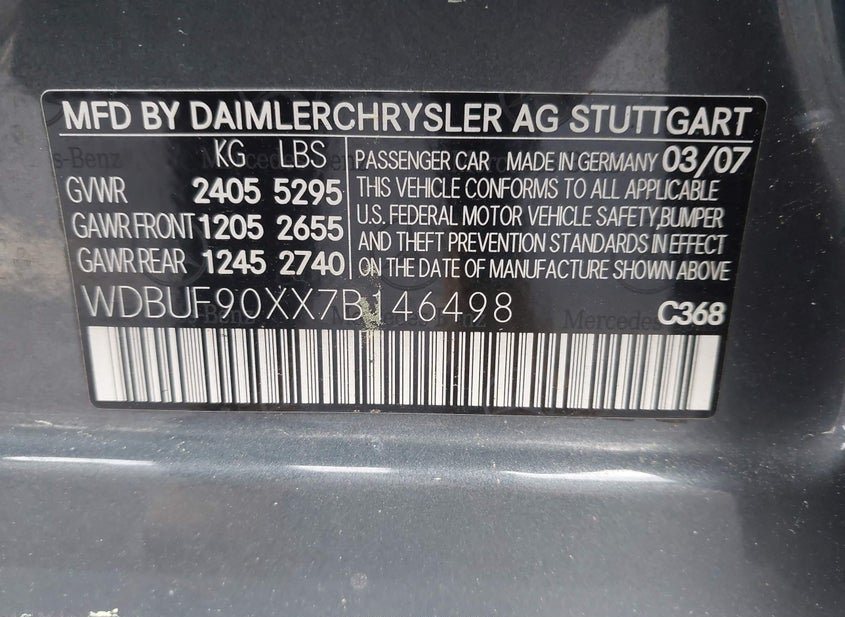 MFD BY DAIMLERCHRYSLER AG STUTTGART
KG LBS
GVWR 2405 5295
GAWR FRONT 1205 2655
GAWR REAR 1245 2740
PASSENGER CAR MADE IN GERMANY 03/07
THIS VEHICLE CONFORMS TO ALL APPLICABLE
U.S. FEDERAL MOTOR VEHICLE SAFETY,BUMPER
AND THEFT PREVENTION STANDARDS IN EFFECT
ON THE DATE OF MANUFACTURE SHOWN ABOVE
WDBUF90XX7B146498
C368